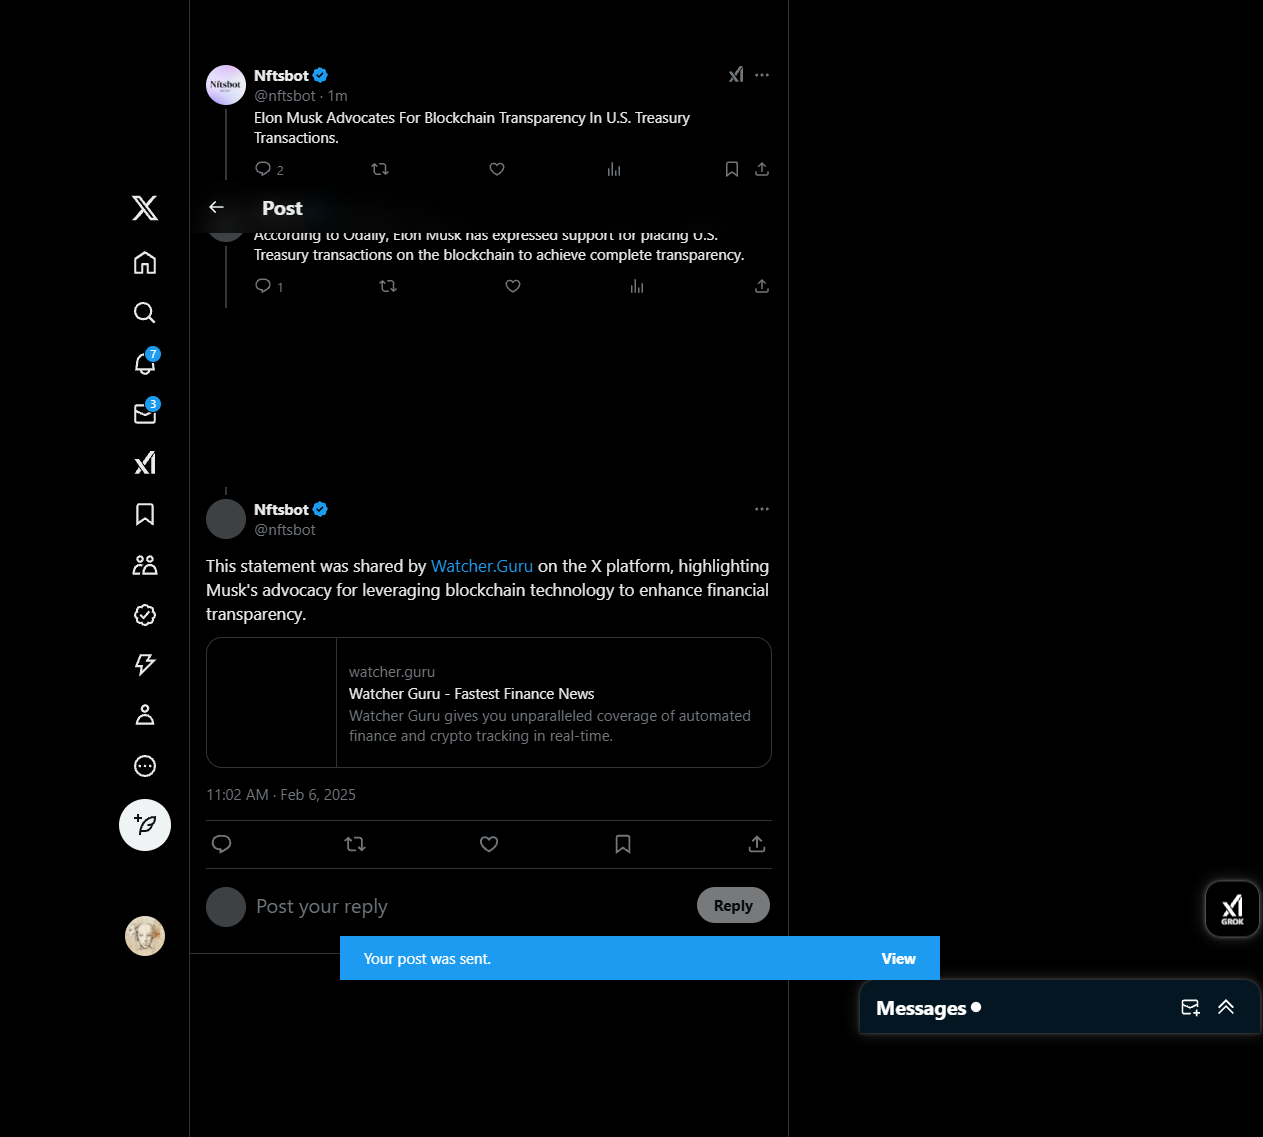 Nftsbot
Nftsbot
@nftsbot · 1m
Elon Musk Advocates For Blockchain Transparency In U.S. Treasury
Transactions.
2
Post
According to Odaily, Elon Musk has expressed support for placing U.S.
Treasury transactions on the blockchain to achieve complete transparency.
1
7
3
Nftsbot
@nftsbot
This statement was shared by Watcher.Guru on the X platform, highlighting
Musk's advocacy for leveraging blockchain technology to enhance financial
transparency.
watcher.guru
Watcher Guru - Fastest Finance News
Watcher Guru gives you unparalleled coverage of automated
finance and crypto tracking in real-time.
11:02 AM · Feb 6, 2025
Post your reply
Reply
Your post was sent.
View
GROK
Messages